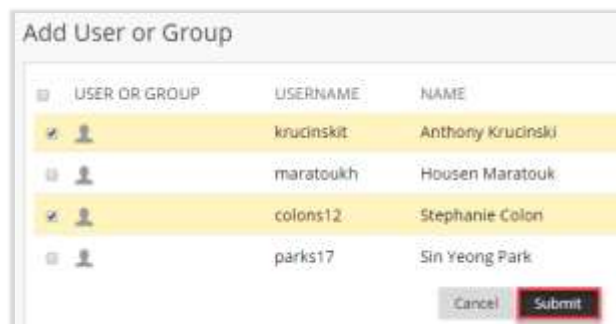 Add User or Group
USER OR GROUP USERNAME NAME
krucinskit Anthony Krucinski
maratoukh Housen Maratouk
colons12 Stephanie Colon
parks17 Sin Yeong Park
Cancel Submit